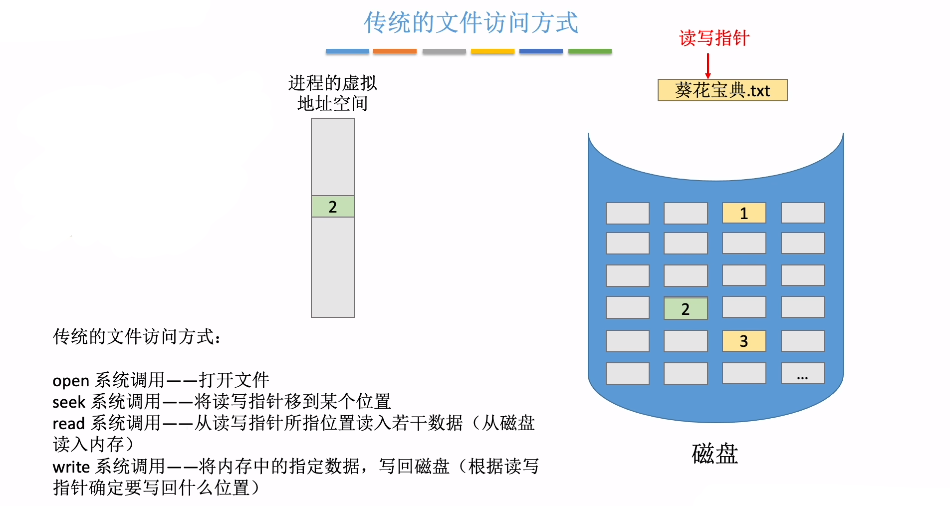 传统的文件访问方式
读写指针
葵花宝典.txt
进程的虚拟
地址空间
2
1
2
3
...
磁盘
传统的文件访问方式：
open 系统调用——打开文件
seek 系统调用——将读写指针移到某个位置
read 系统调用——从读写指针所指位置读入若干数据（从磁盘
读入内存）
write 系统调用——将内存中的指定数据，写回磁盘（根据读写
指针确定要写回什么位置）